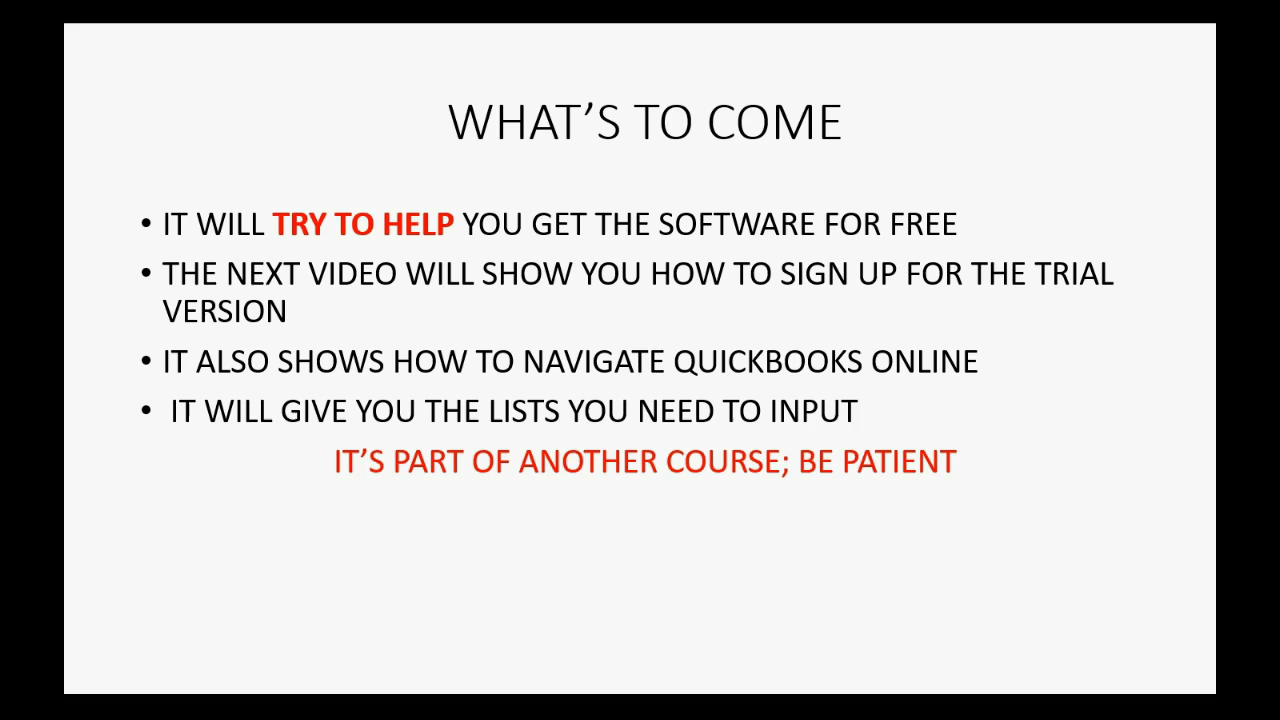 WHAT’S TO COME
• IT WILL TRY TO HELP YOU GET THE SOFTWARE FOR FREE
• THE NEXT VIDEO WILL SHOW YOU HOW TO SIGN UP FOR THE TRIAL
VERSION
• IT ALSO SHOWS HOW TO NAVIGATE QUICKBOOKS ONLINE
• IT WILL GIVE YOU THE LISTS YOU NEED TO INPUT
IT’S PART OF ANOTHER COURSE; BE PATIENT